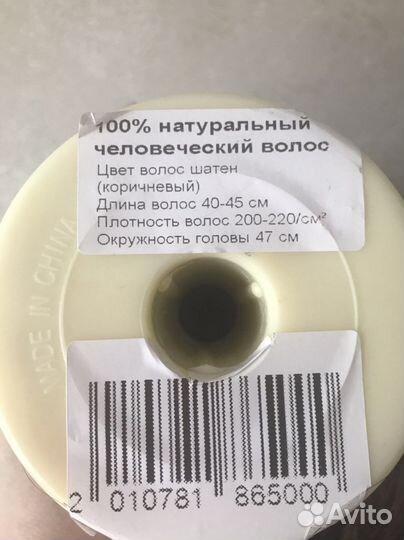 100% натуральный
человеческий волос
Цвет волос шатен
(коричневый)
Длина волос 40-45 см
Плотность волос 200-220/см²
Окружность головы 47 см
MADE IN CHINA
2 010781 865000
Avito